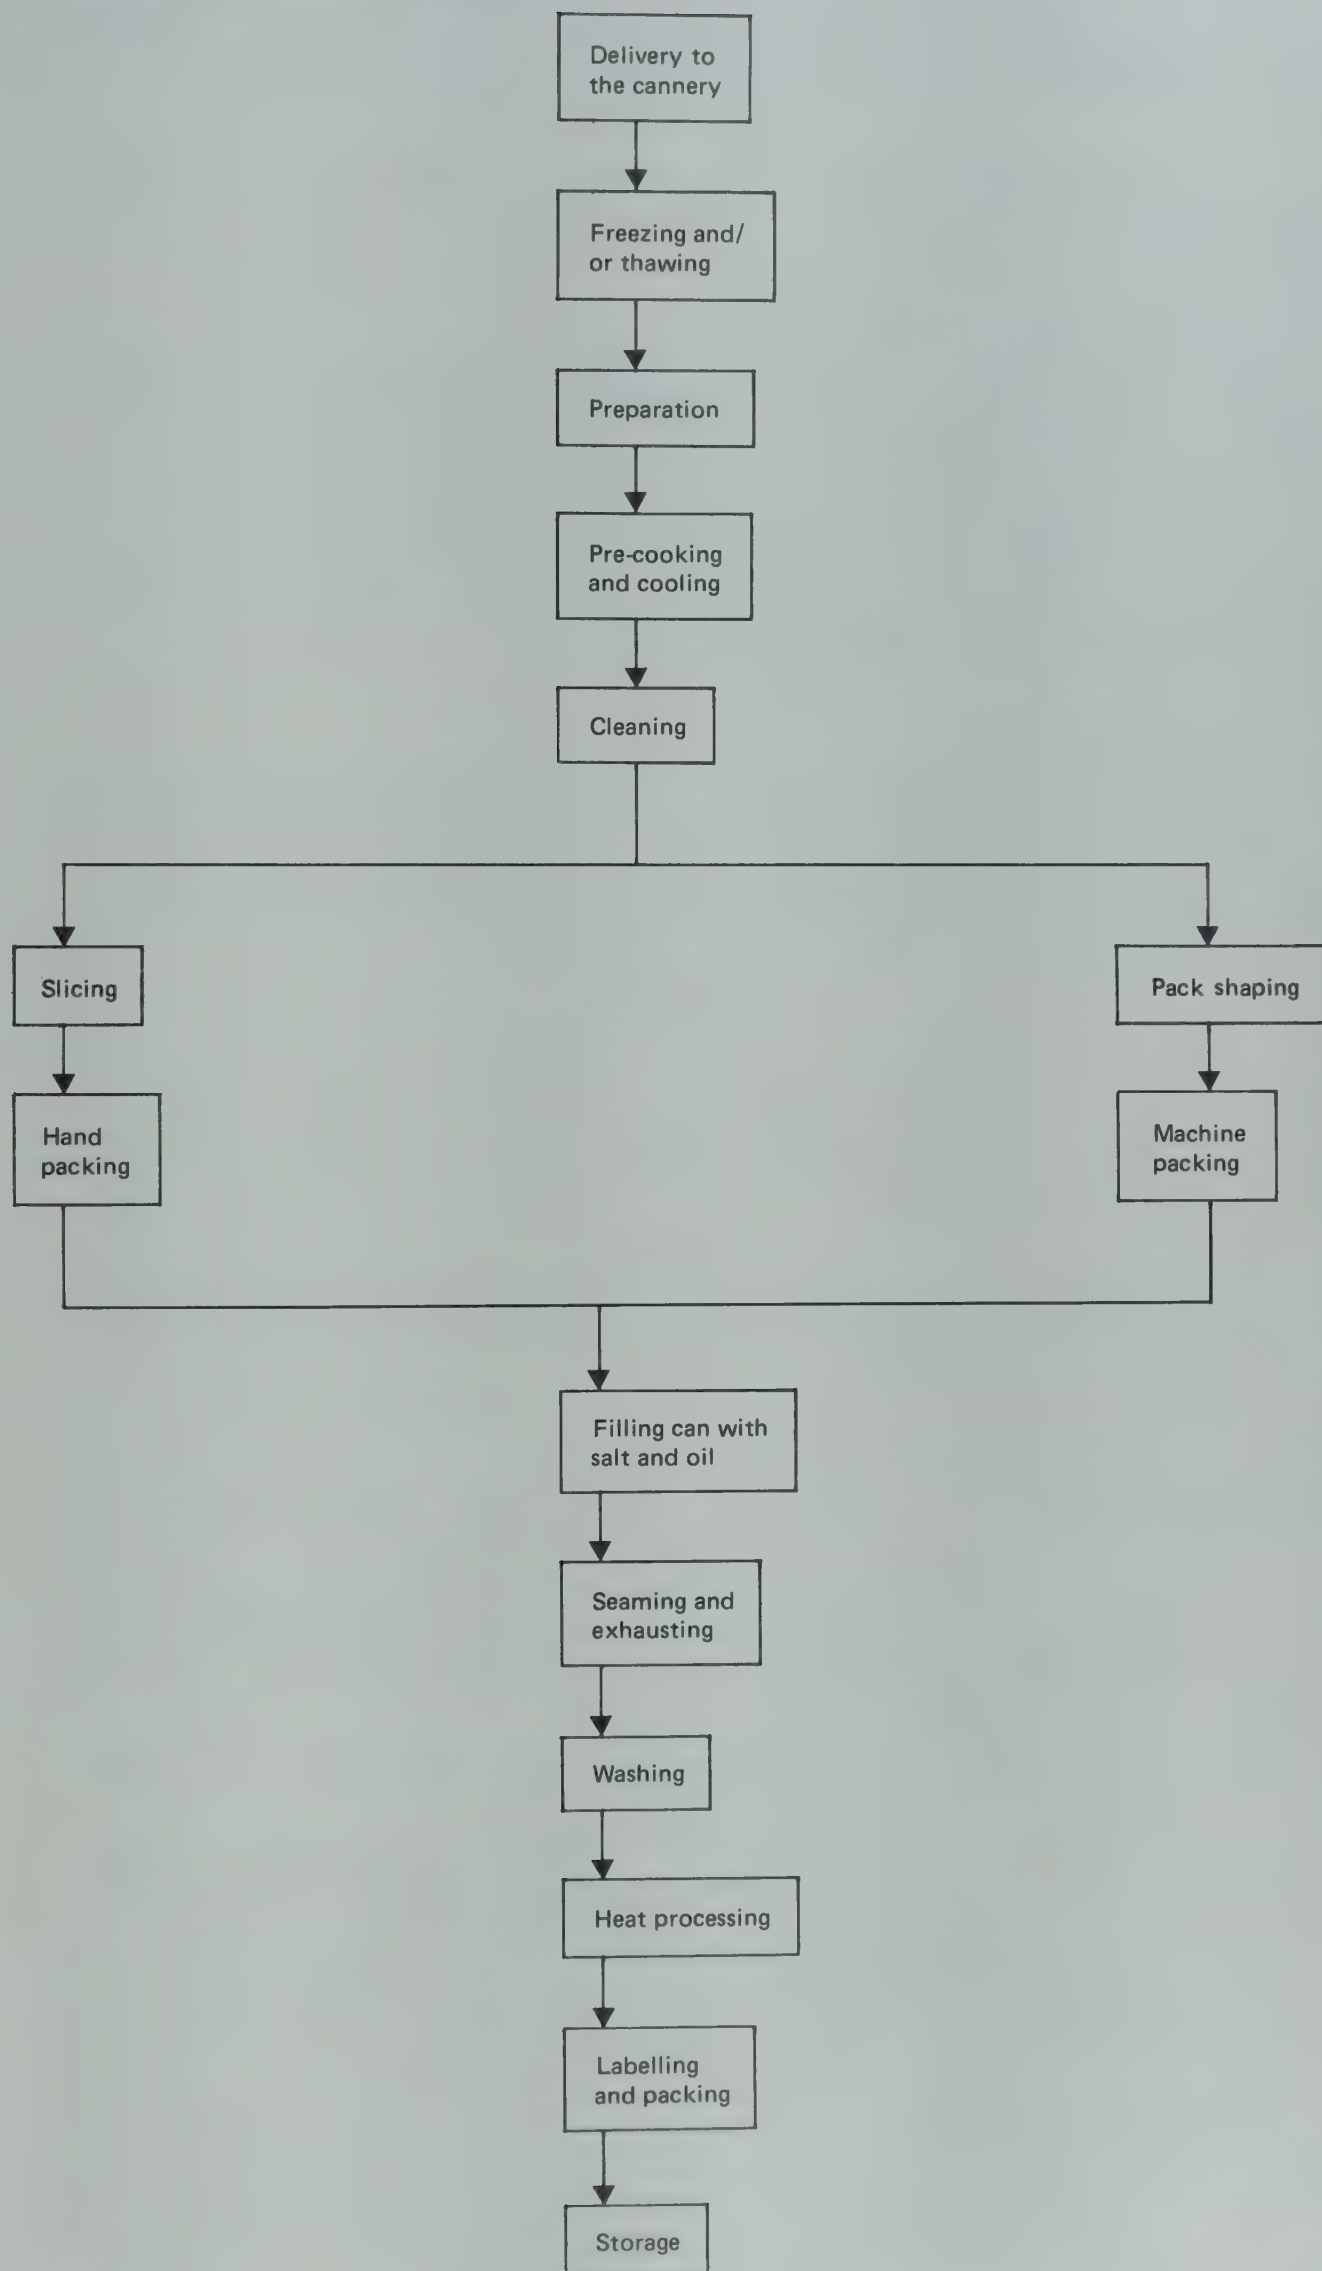 Delivery to
the cannery
Freezing and/
or thawing
Preparation
Pre-cooking
and cooling
Cleaning
Slicing
Pack shaping
Hand
packing
Machine
packing
Filling can with
salt and oil
Seaming and
exhausting
Washing
Heat processing
Labelling
and packing
Storage